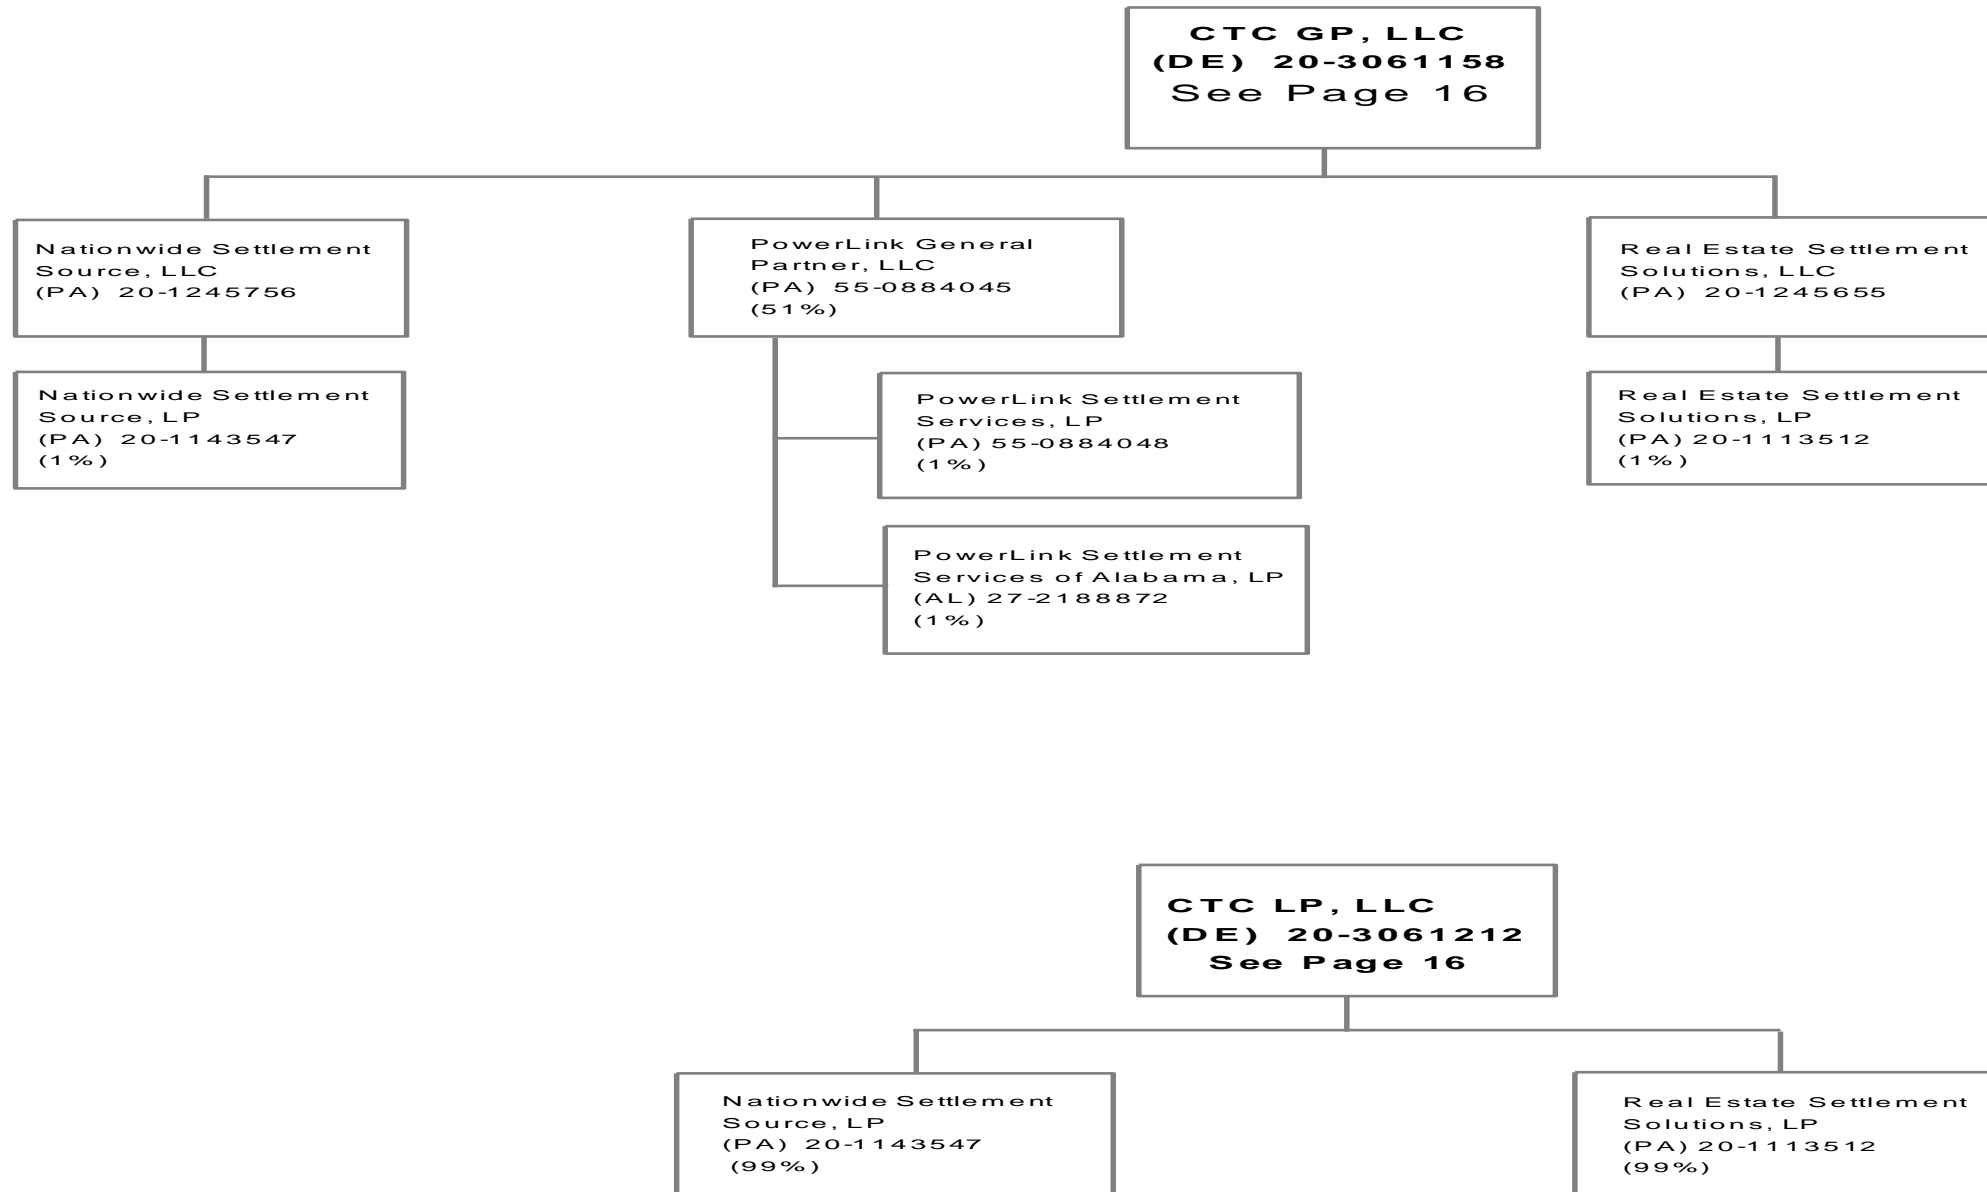 CTC GP, LLC
(DE) 20-3061158
See Page 16
Nationwide Settlement
Source, LLC
(PA) 20-1245756
PowerLink General
Partner, LLC
(PA) 55-0884045
(51%)
Real Estate Settlement
Solutions, LLC
(PA) 20-1245655
Nationwide Settlement
Source, LP
(PA) 20-1143547
(1%)
PowerLink Settlement
Services, LP
(PA) 55-0884048
(1%)
Real Estate Settlement
Solutions, LP
(PA) 20-1113512
(1%)
PowerLink Settlement
Services of Alabama, LP
(AL) 27-2188872
(1%)
CTC LP, LLC
(DE) 20-3061212
See Page 16
Nationwide Settlement
Source, LP
(PA) 20-1143547
(99%)
Real Estate Settlement
Solutions, LP
(PA) 20-1113512
(99%)